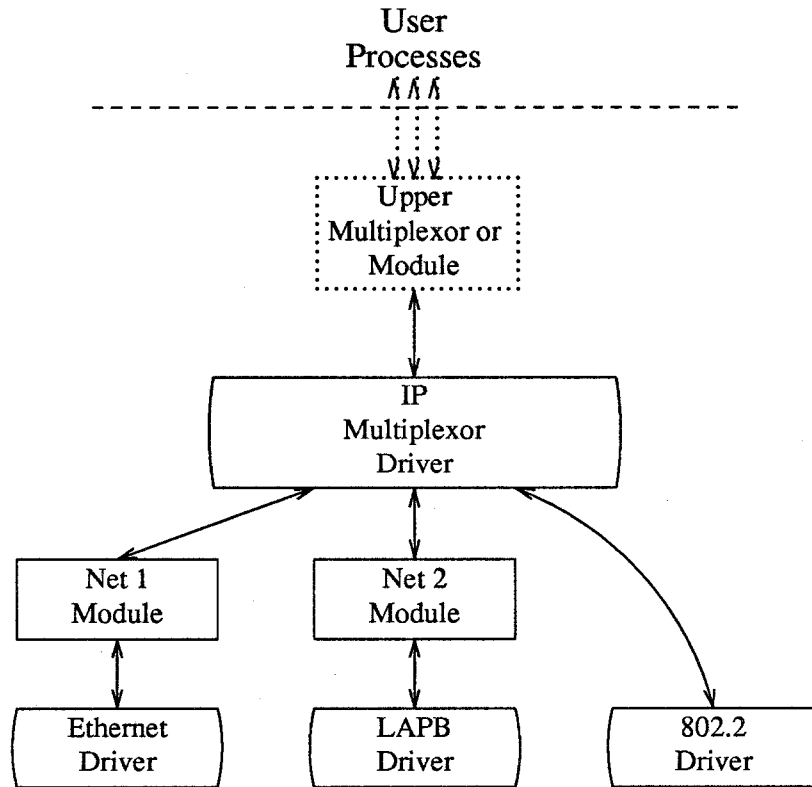 User
Processes
Upper
Multiplexor or
Module
IP
Multiplexor
Driver
Net 1
Module
Net 2
Module
Ethernet
Driver
LAPB
Driver
802.2
Driver